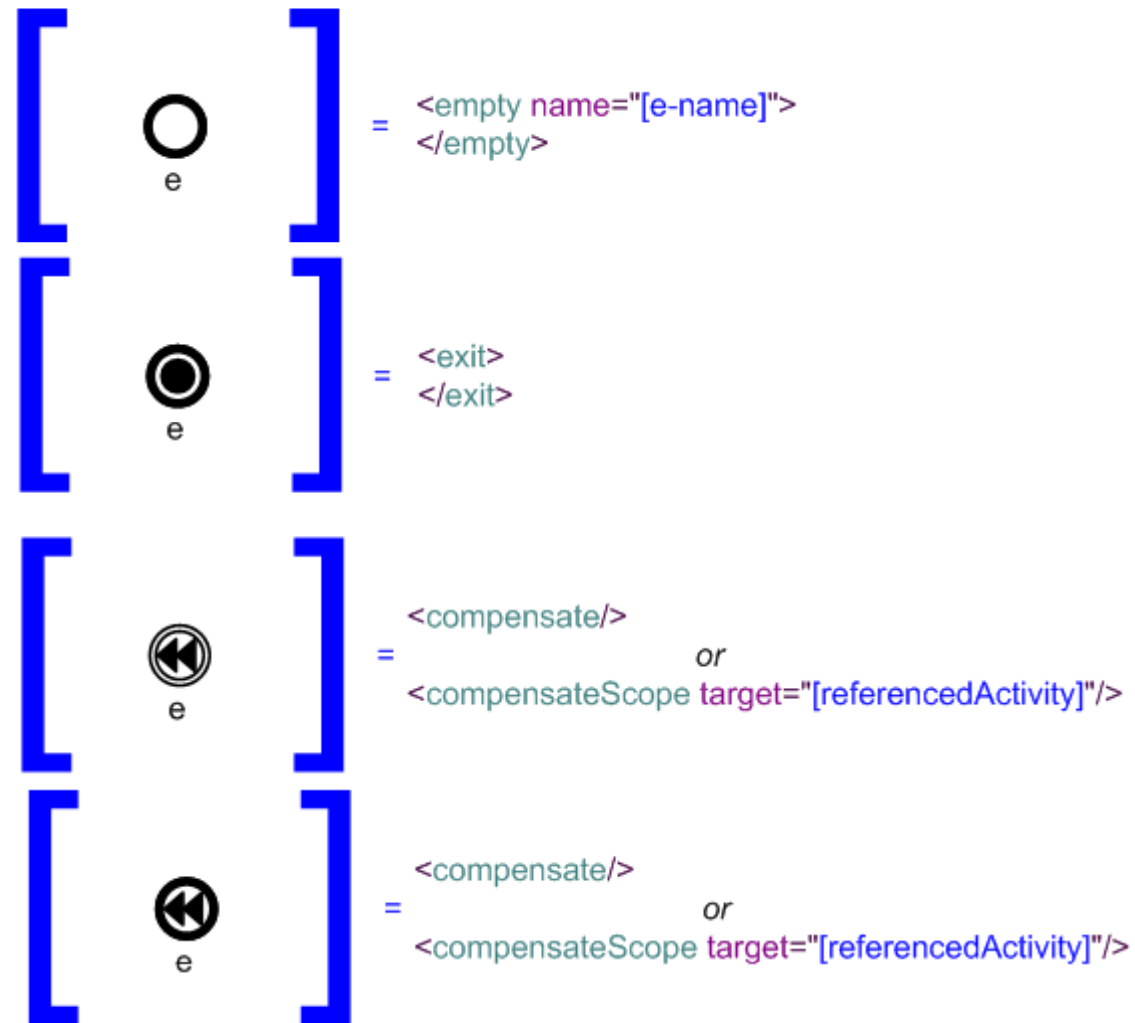 e
=
<empty name="[e-name]">
</empty>
e
=
<exit>
</exit>
e
=
<compensate/>
or
<compensateScope target="[referencedActivity]"/>
e
=
<compensate/>
or
<compensateScope target="[referencedActivity]"/>